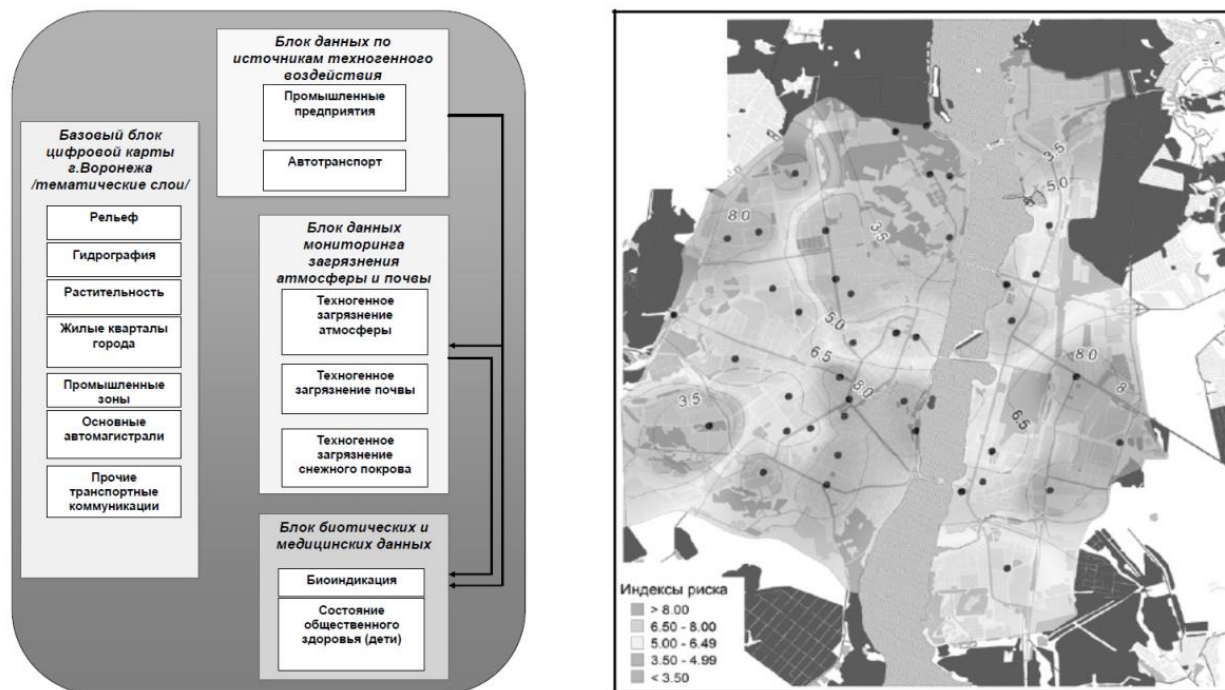 Блок данных по
источникам техногенного
воздействия
Промышленные
предприятия
Автотранспорт
Базовый блок
цифровой карты
г.Воронежа
/тематические слои/
Рельеф
Гидрография
Растительность
Жилые кварталы
города
Промышленные
зоны
Основные
автомагистрали
Прочие
транспортные
коммуникации
Блок данных
мониторинга
загрязнения
атмосферы и почвы
Техногенное
загрязнение
атмосферы
Техногенное
загрязнение почвы
Техногенное
загрязнение
снежного покрова
Блок биотических и
медицинских данных
Биоиндикация
Состояние
общественного
здоровья (дети)
3.5
5.0
8.0
3.5
5.0
6.5
8.0
8.0
8
3.5
6.5
Индексы риска
> 8.00
6.50 - 8.00
5.00 - 6.49
3.50 - 4.99
< 3.50